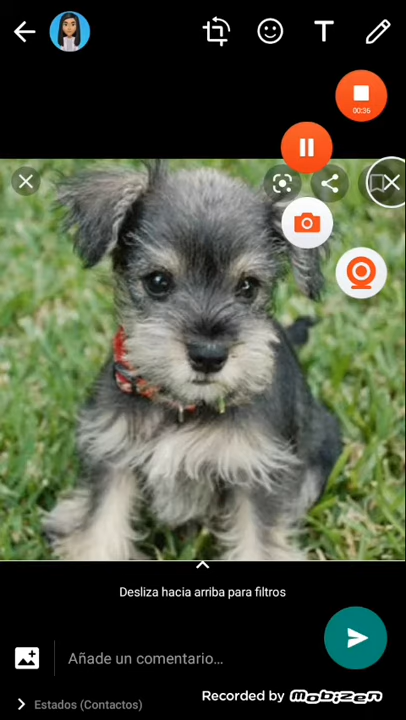 T
00:36
Desliza hacia arriba para filtros
Añade un comentario...
Recorded by MOBIZEN
Estados (Contactos)